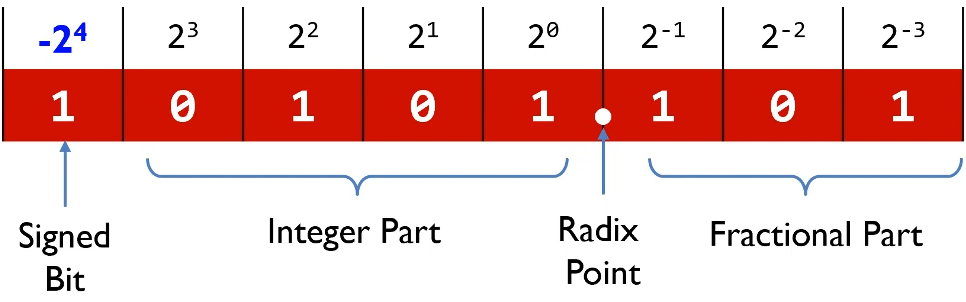 -2⁴ 2³ 2² 2¹ 2⁰ 2⁻¹ 2⁻² 2⁻³
1 0 1 0 1 1 0 1
Signed Bit
Integer Part
Radix Point
Fractional Part